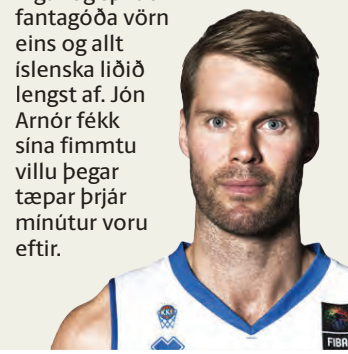 fantagóða vörn
eins og allt
íslenska liðið
lengst af. Jón
Arnór fékk
sína fimmtu
villu þegar
tæpar þrjár
mínútur voru
eftir.
KKÍ
FIBA